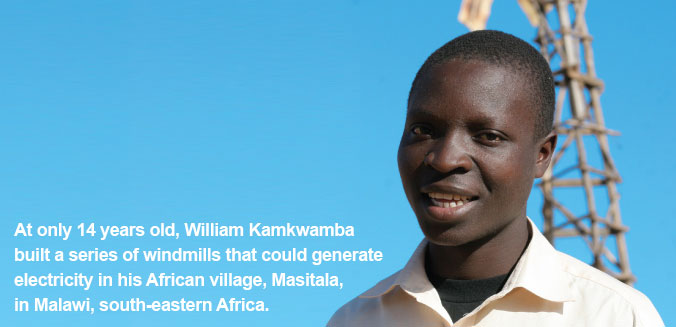 At only 14 years old, William Kamkwamba
built a series of windmills that could generate
electricity in his African village, Masitala,
in Malawi, south-eastern Africa.